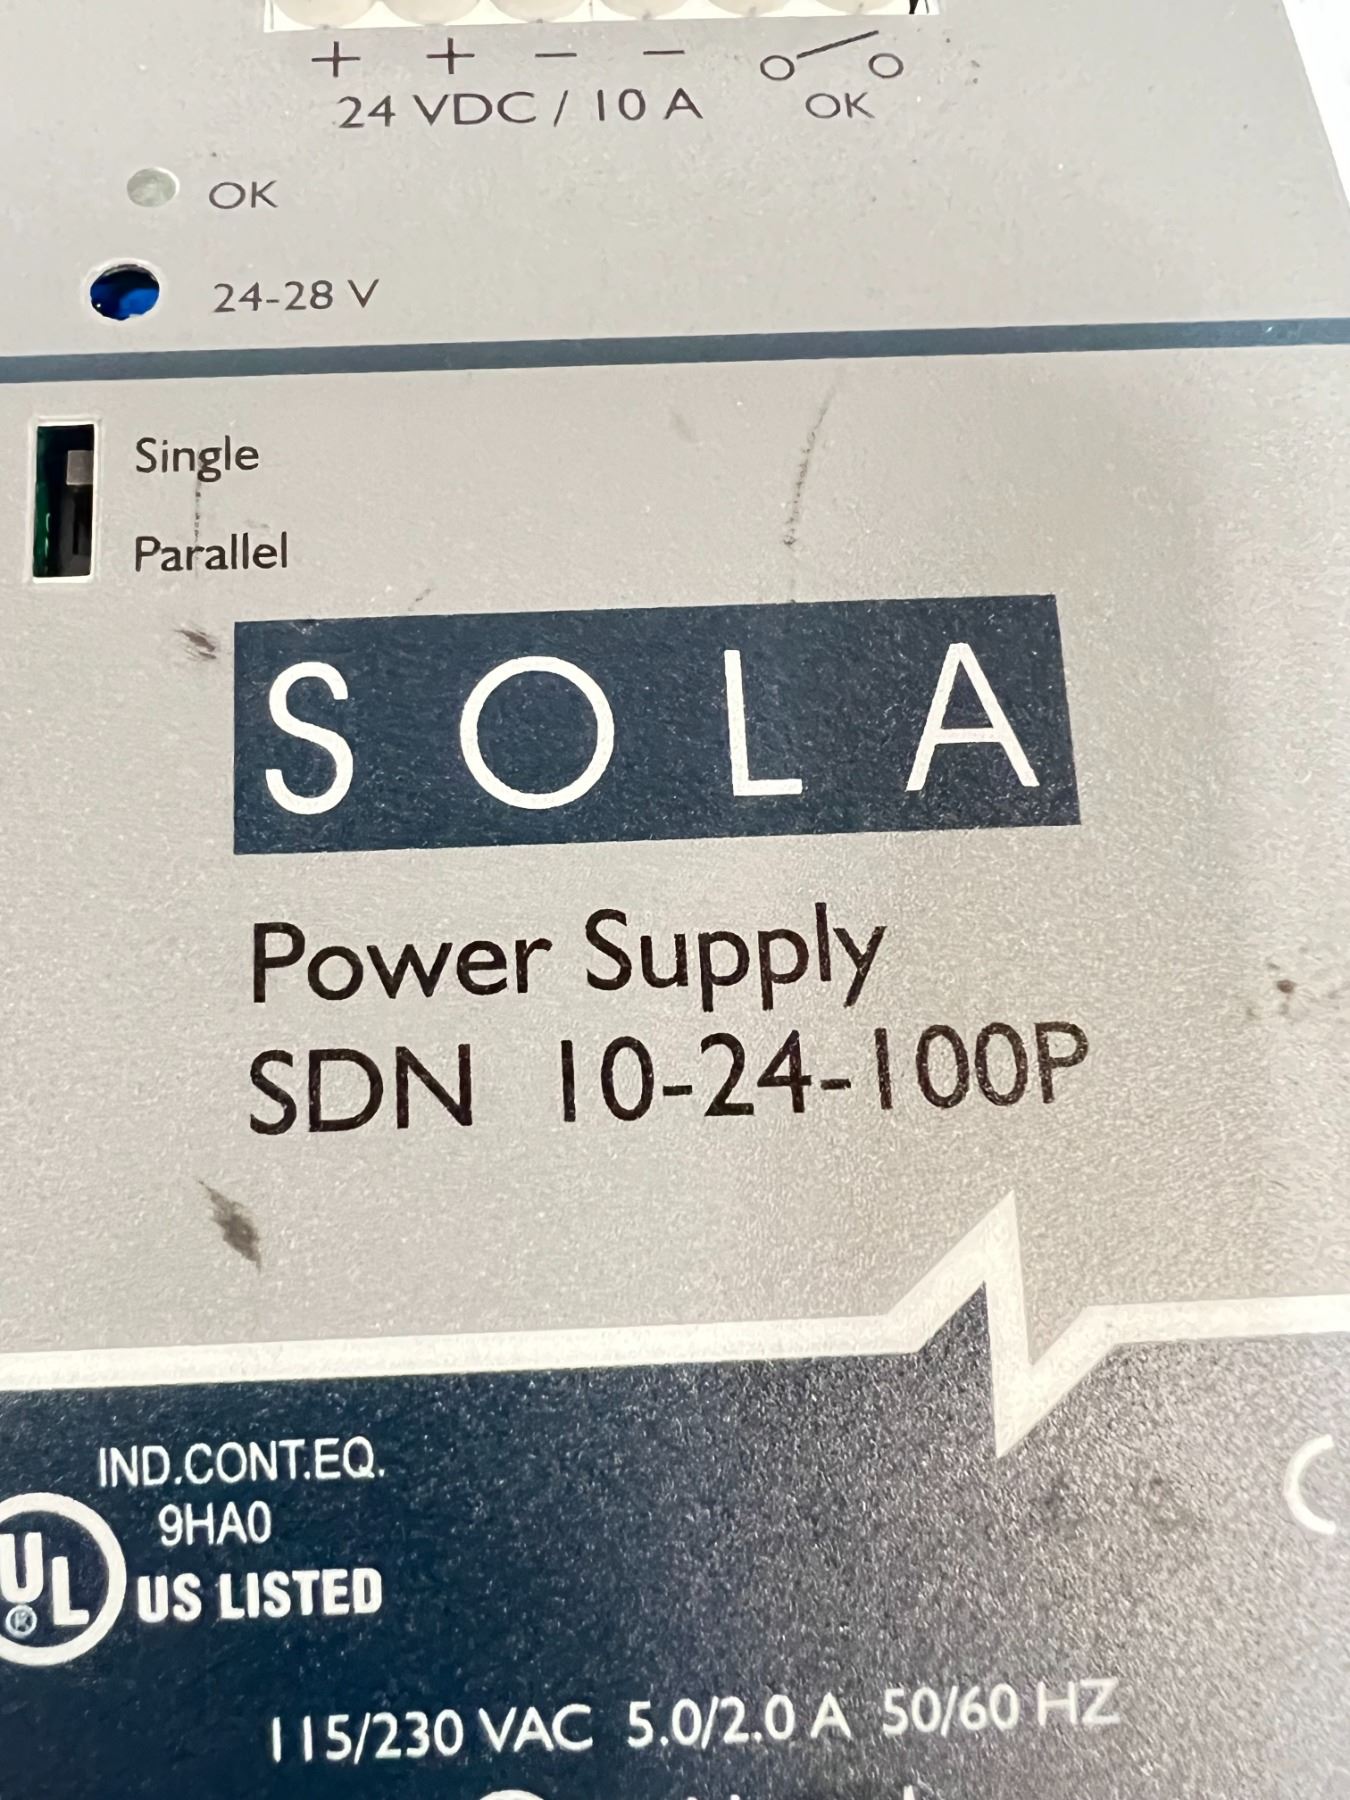 + + − −
24 VDC / 10 A OK
OK
24-28 V
Single
Parallel
SOLA
Power Supply
SDN 10-24-100P
IND.CONT.EQ.
9HA0
UL® US LISTED
115/230 VAC 5.0/2.0 A 50/60 HZ